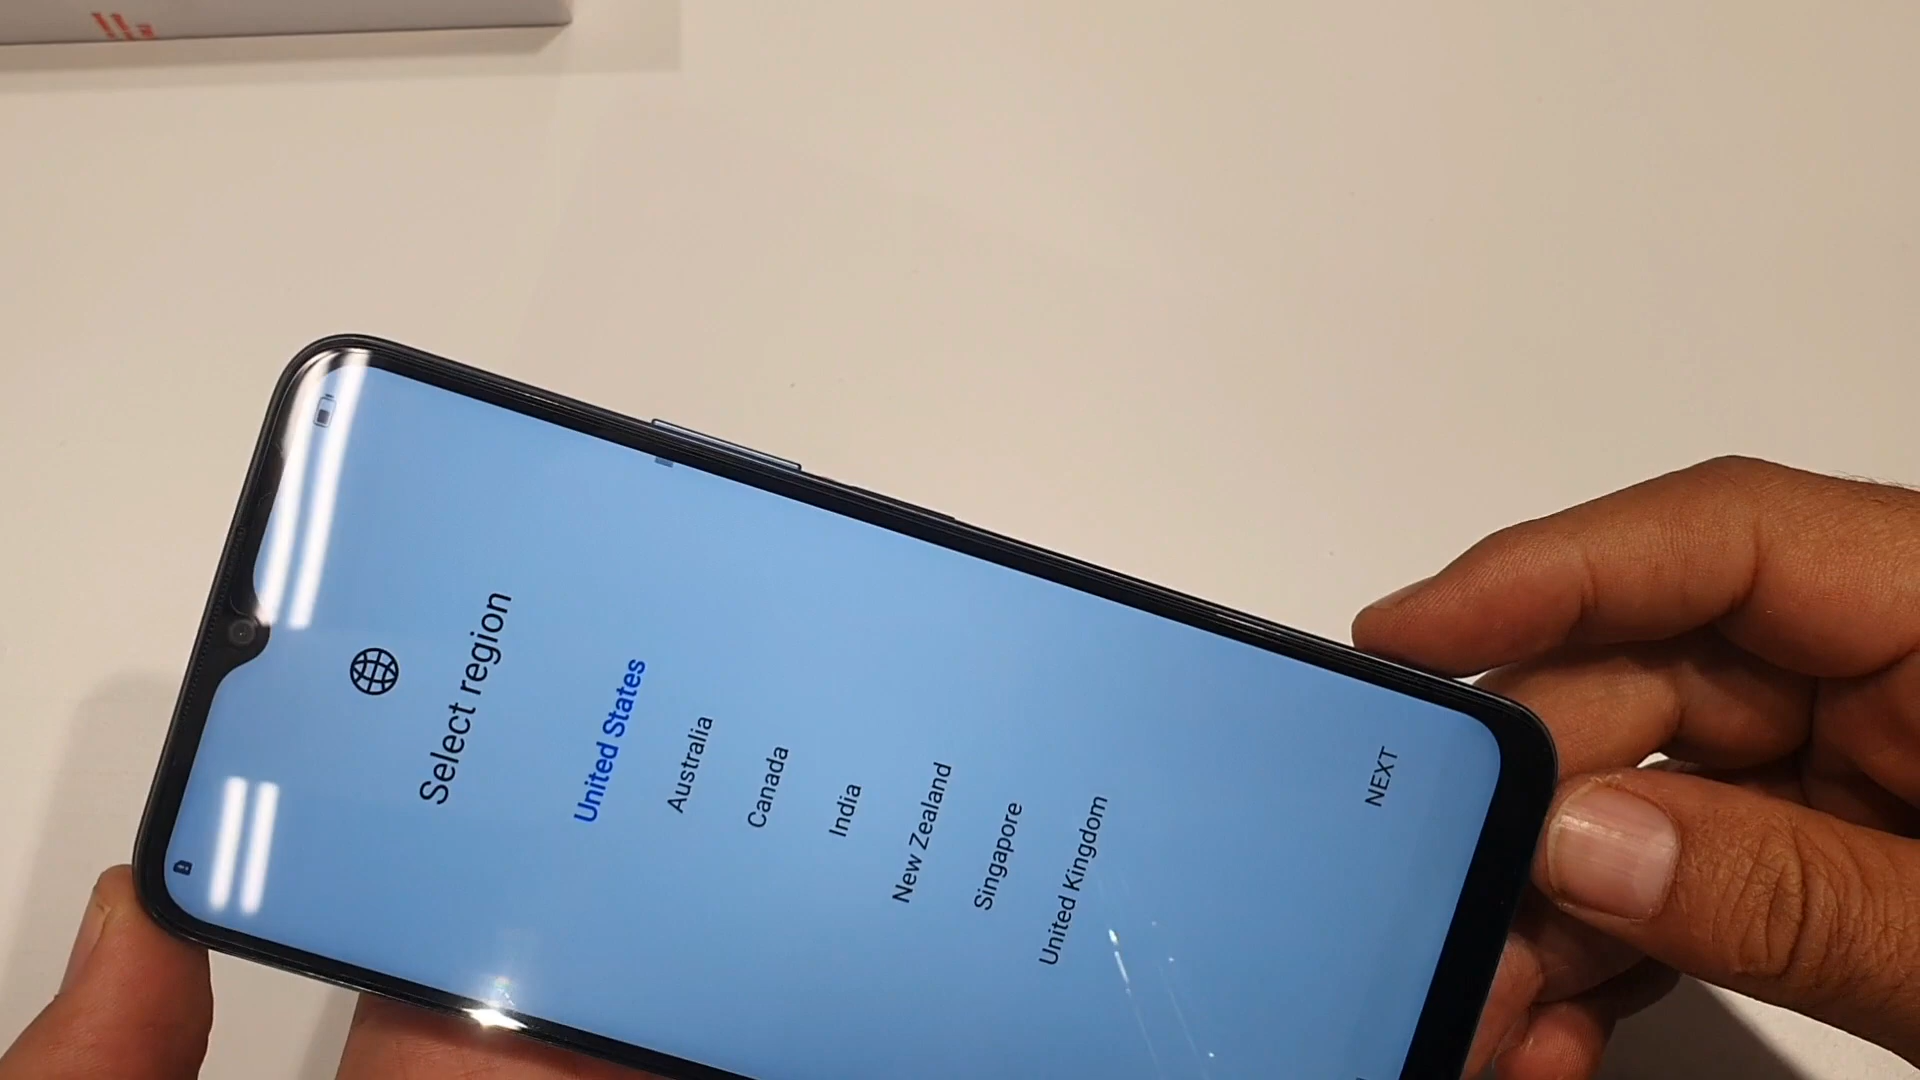 Select region
United States
Australia
Canada
India
New Zealand
Singapore
United Kingdom
NEXT